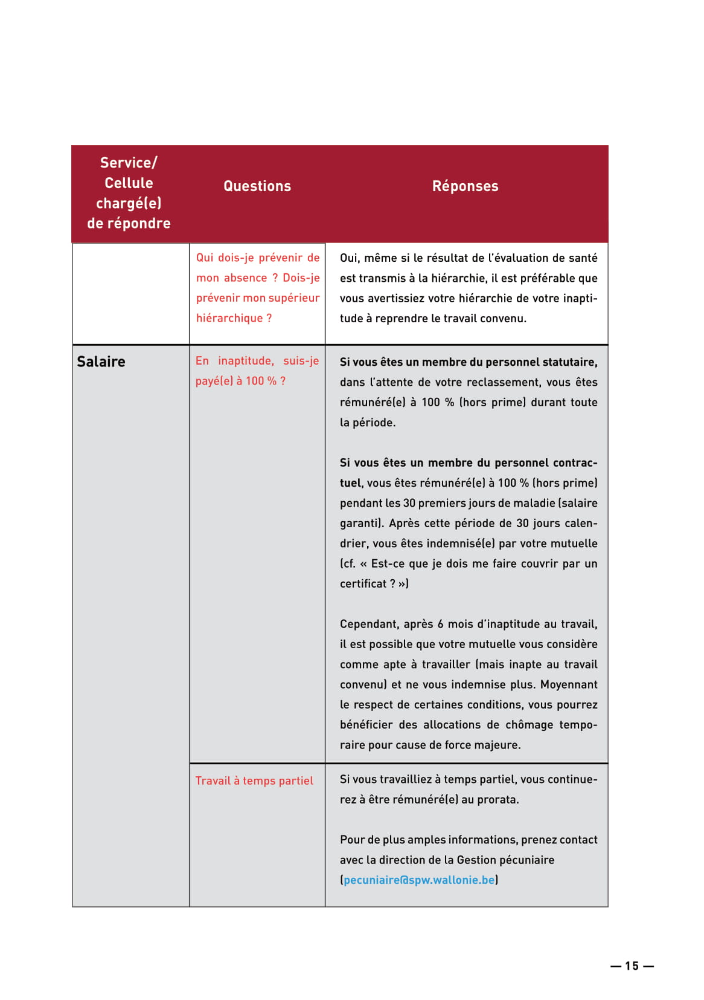 Service/
Cellule
chargé(e)
de répondre
Questions
Réponses
Qui dois-je prévenir de
mon absence ? Dois-je
prévenir mon supérieur
hiérarchique ?
Oui, même si le résultat de l’évaluation de santé
est transmis à la hiérarchie, il est préférable que
vous avertissiez votre hiérarchie de votre inapti-
tude à reprendre le travail convenu.
Salaire
En inaptitude, suis-je
payé(e) à 100 % ?
Si vous êtes un membre du personnel statutaire,
dans l’attente de votre reclassement, vous êtes
rémunéré(e) à 100 % (hors prime) durant toute
la période.
Si vous êtes un membre du personnel contrac-
tuel, vous êtes rémunéré(e) à 100 % (hors prime)
pendant les 30 premiers jours de maladie (salaire
garanti). Après cette période de 30 jours calen-
drier, vous êtes indemnisé(e) par votre mutuelle
(cf. « Est-ce que je dois me faire couvrir par un
certificat ? »)
Cependant, après 6 mois d’inaptitude au travail,
il est possible que votre mutuelle vous considère
comme apte à travailler (mais inapte au travail
convenu) et ne vous indemnise plus. Moyennant
le respect de certaines conditions, vous pourrez
bénéficier des allocations de chômage tempo-
raire pour cause de force majeure.
Travail à temps partiel
Si vous travailliez à temps partiel, vous continue-
rez à être rémunéré(e) au prorata.
Pour de plus amples informations, prenez contact
avec la direction de la Gestion pécuniaire
(pecuniaire@spw.wallonie.be)
— 15 —